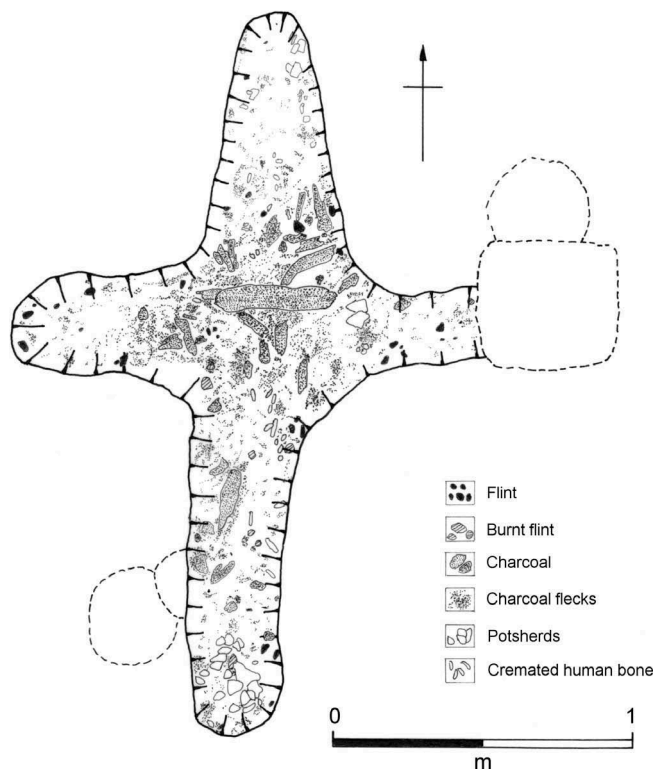 Flint
Burnt flint
Charcoal
Charcoal flecks
Potsherds
Cremated human bone
0 1
m